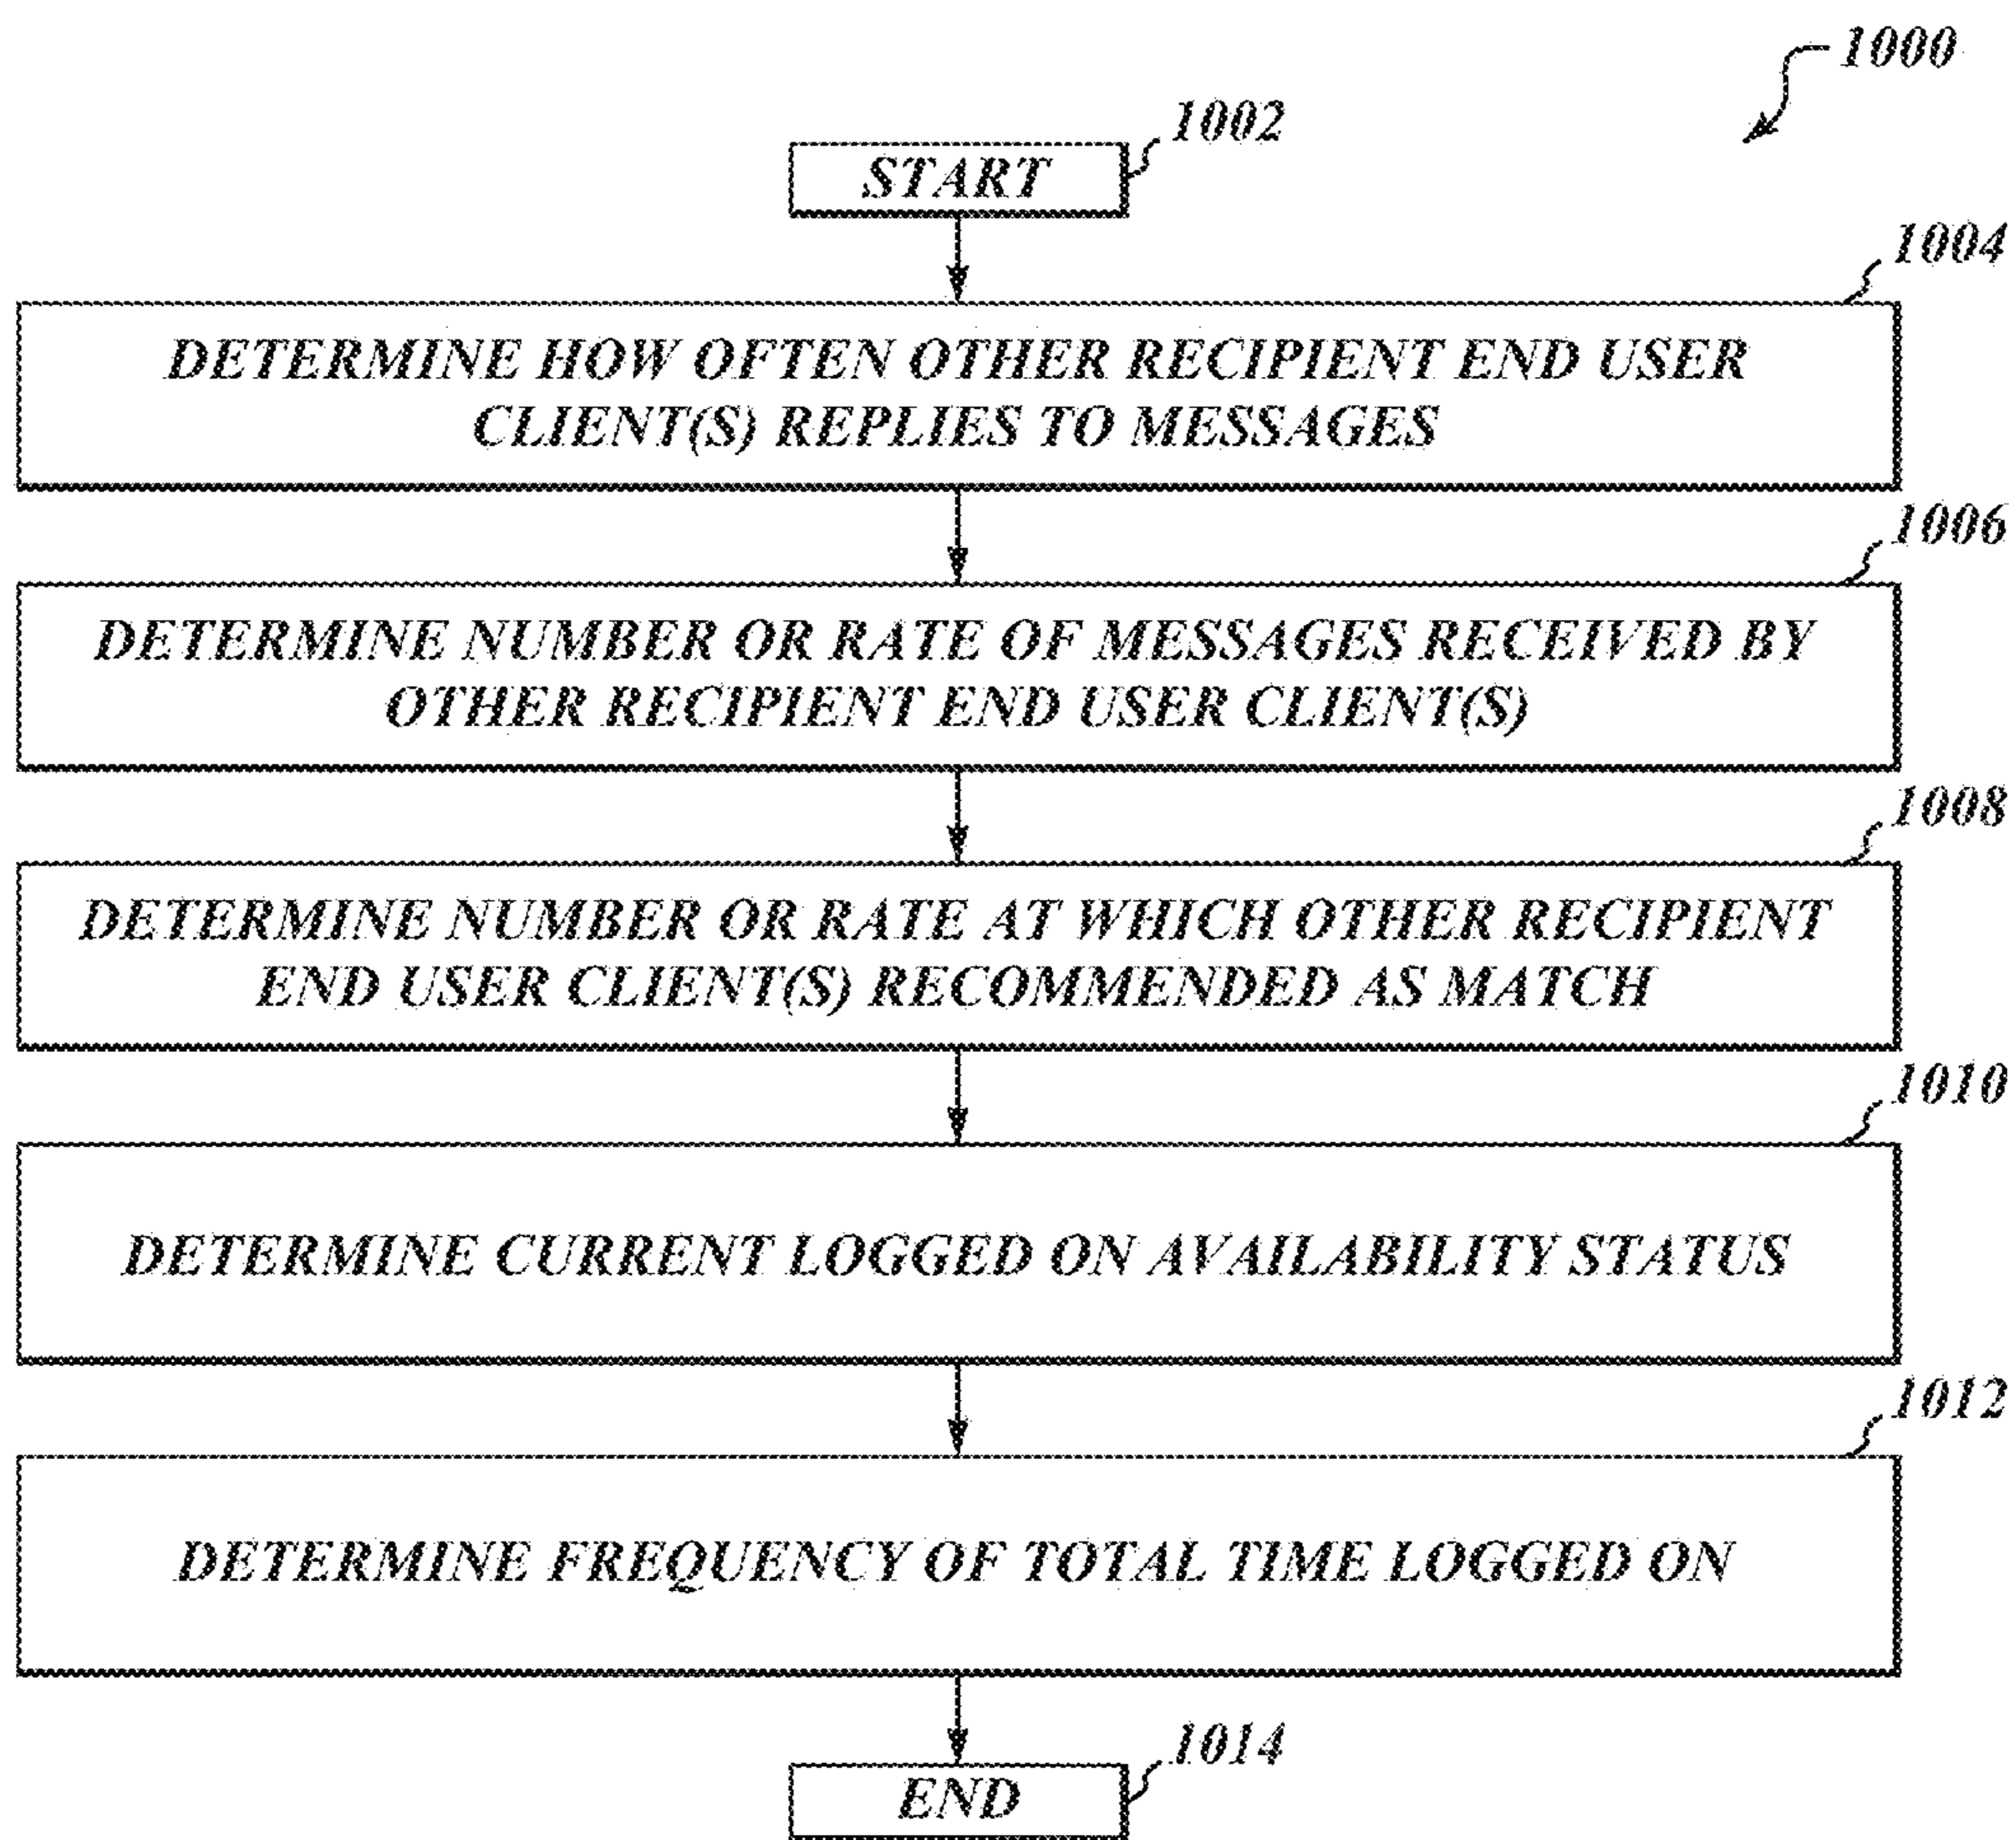 1000
1002
START
1004
DETERMINE HOW OFTEN OTHER RECIPIENT END USER
CLIENT(S) REPLIES TO MESSAGES
1006
DETERMINE NUMBER OR RATE OF MESSAGES RECEIVED BY
OTHER RECIPIENT END USER CLIENT(S)
1008
DETERMINE NUMBER OR RATE AT WHICH OTHER RECIPIENT
END USER CLIENT(S) RECOMMENDED AS MATCH
1010
DETERMINE CURRENT LOGGED ON AVAILABILITY STATUS
1012
DETERMINE FREQUENCY OF TOTAL TIME LOGGED ON
1014
END